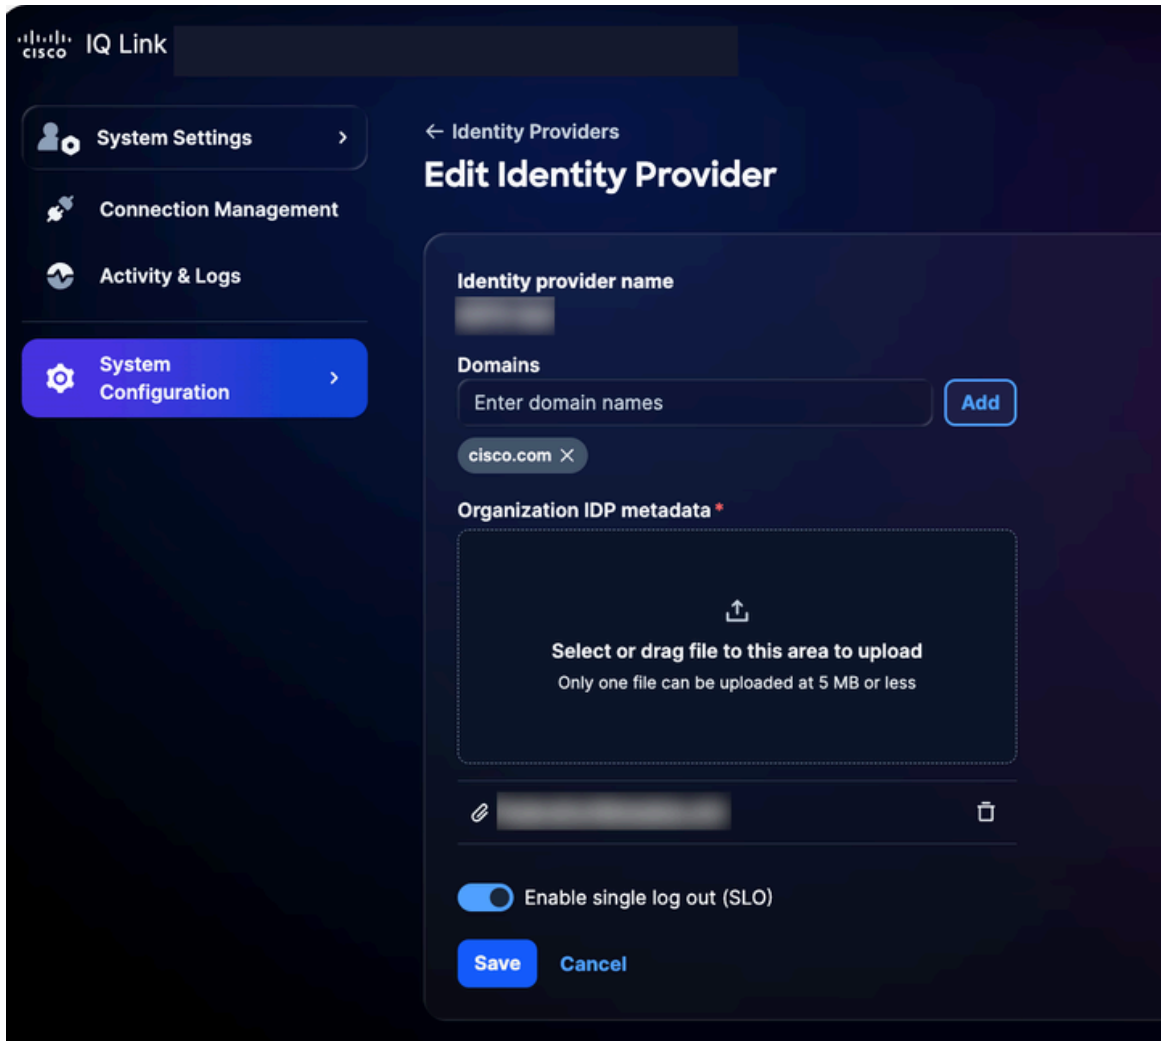 cisco IQ Link
System Settings
Connection Management
Activity & Logs
System
Configuration
← Identity Providers
Edit Identity Provider
Identity provider name
Domains
Enter domain names
Add
cisco.com ×
Organization IDP metadata*
Select or drag file to this area to upload
Only one file can be uploaded at 5 MB or less
Enable single log out (SLO)
Save
Cancel